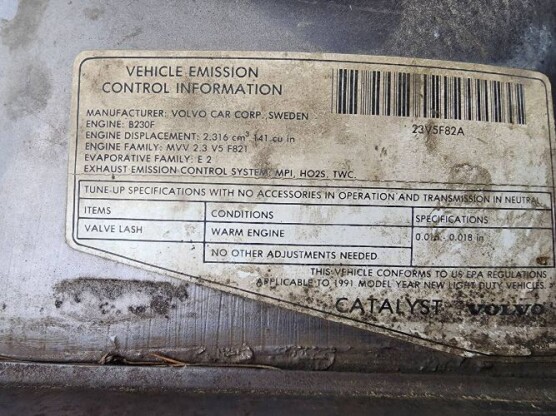 VEHICLE EMISSION
CONTROL INFORMATION
23V5F82A
MANUFACTURER: VOLVO CAR CORP. SWEDEN
ENGINE: B230F
ENGINE DISPLACEMENT: 2,316 cm³ 141 cu in
ENGINE FAMILY: MVV 2.3 V5 F821
EVAPORATIVE FAMILY: E 2
EXHAUST EMISSION CONTROL SYSTEM: MPI, HO2S, TWC.
TUNE-UP SPECIFICATIONS WITH NO ACCESSORIES IN OPERATION AND TRANSMISSION IN NEUTRAL
ITEMS CONDITIONS SPECIFICATIONS
VALVE LASH WARM ENGINE 0.016 - 0.018 in
NO OTHER ADJUSTMENTS NEEDED
THIS VEHICLE CONFORMS TO US EPA REGULATIONS
APPLICABLE TO 1991 MODEL YEAR NEW LIGHT DUTY VEHICLES.
CATALYST VOLVO